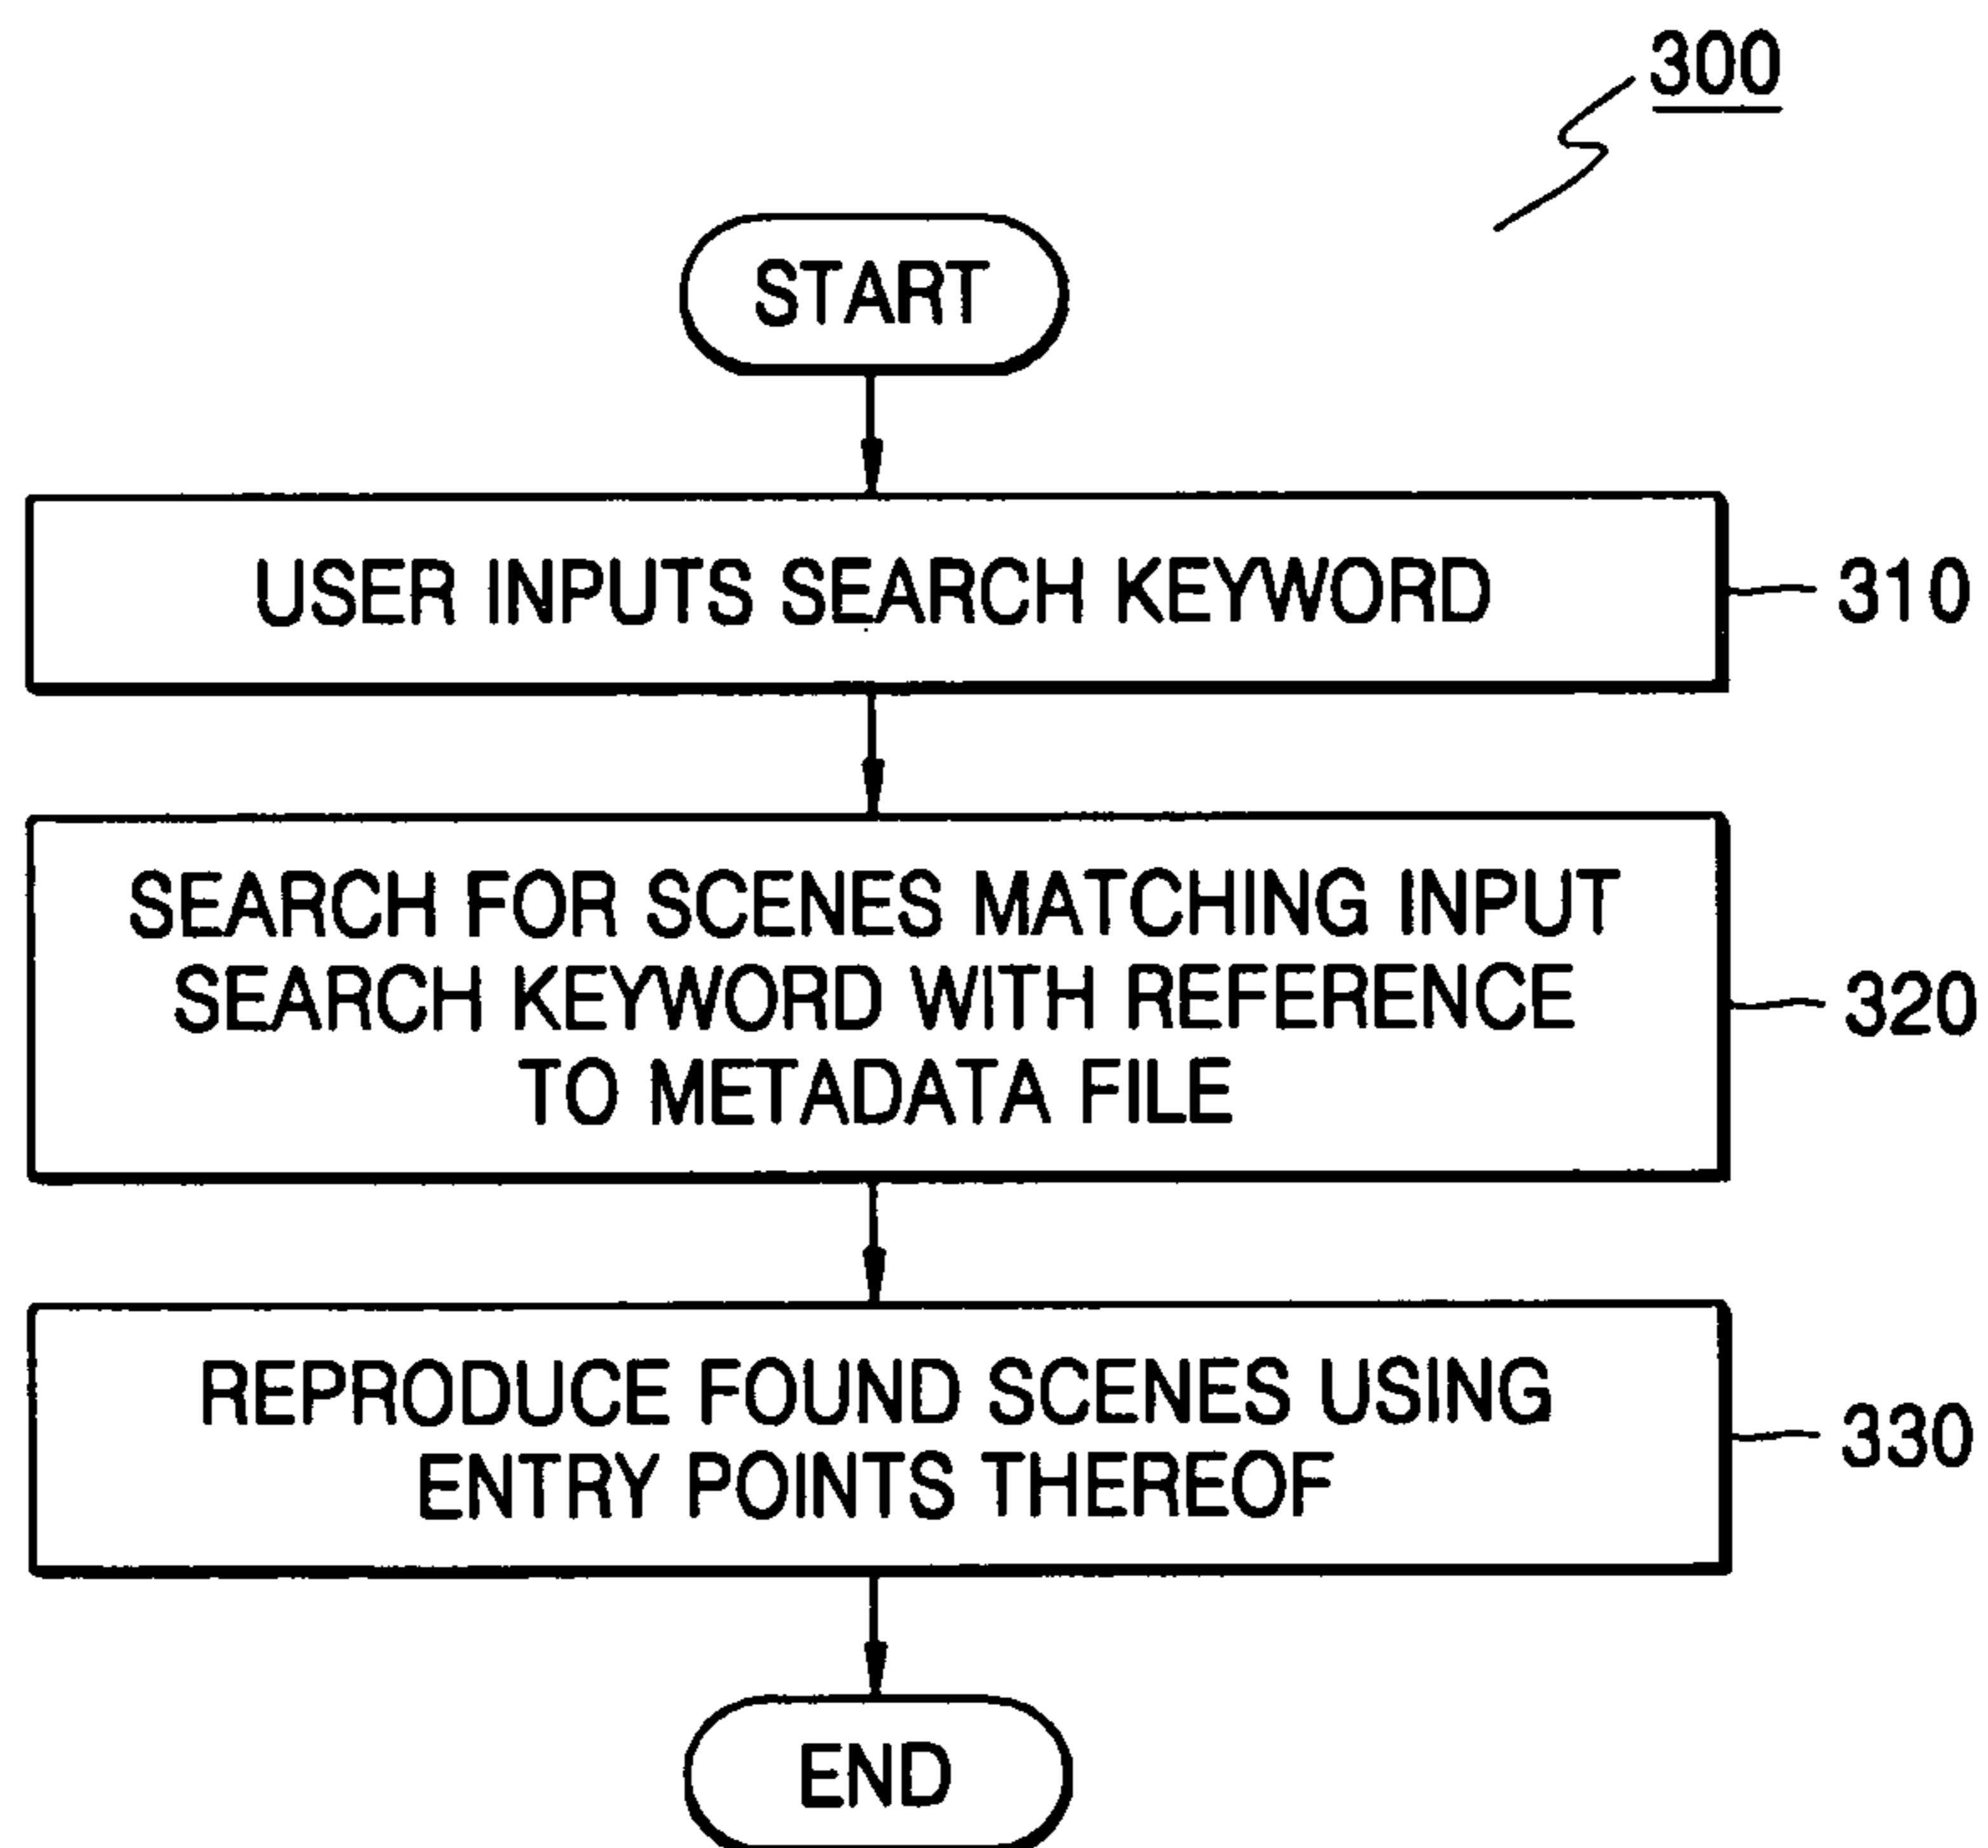 300
START
USER INPUTS SEARCH KEYWORD
310
SEARCH FOR SCENES MATCHING INPUT
SEARCH KEYWORD WITH REFERENCE
TO METADATA FILE
320
REPRODUCE FOUND SCENES USING
ENTRY POINTS THEREOF
330
END